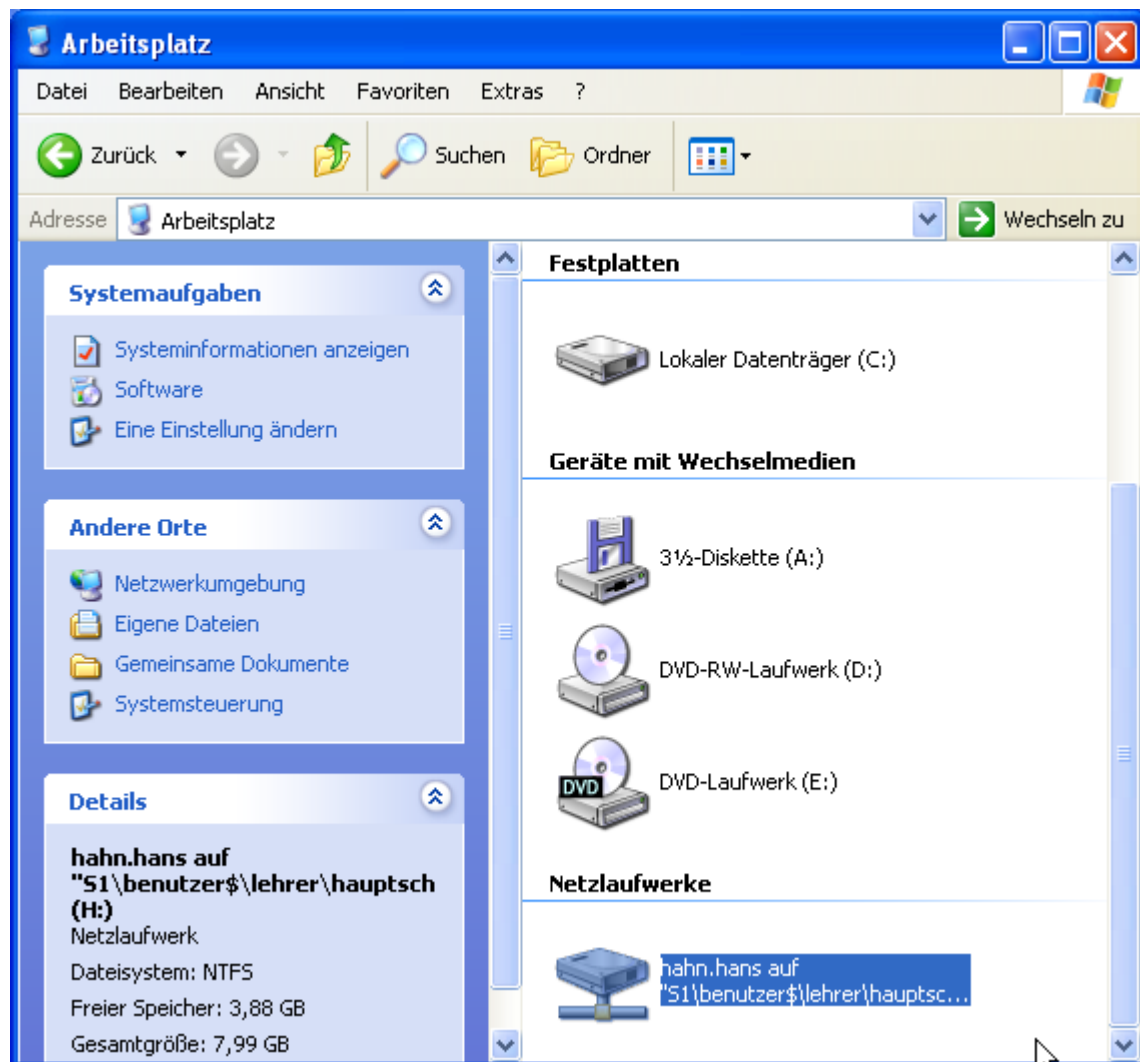 Arbeitsplatz
Datei Bearbeiten Ansicht Favoriten Extras ?
Zurück Suchen Ordner
Adresse Arbeitsplatz Wechseln zu
Systemaufgaben
Systeminformationen anzeigen
Software
Eine Einstellung ändern
Andere Orte
Netzwerkumgebung
Eigene Dateien
Gemeinsame Dokumente
Systemsteuerung
Details
hahn.hans auf
"S1\benutzer$\lehrer\hauptsch
(H:)
Netzlaufwerk
Dateisystem: NTFS
Freier Speicher: 3,88 GB
Gesamtgröße: 7,99 GB
Festplatten
Lokaler Datenträger (C:)
Geräte mit Wechselmedien
3½-Diskette (A:)
DVD-RW-Laufwerk (D:)
DVD
DVD-Laufwerk (E:)
Netzlaufwerke
hahn.hans auf
"S1\benutzer$\lehrer\hauptsc...